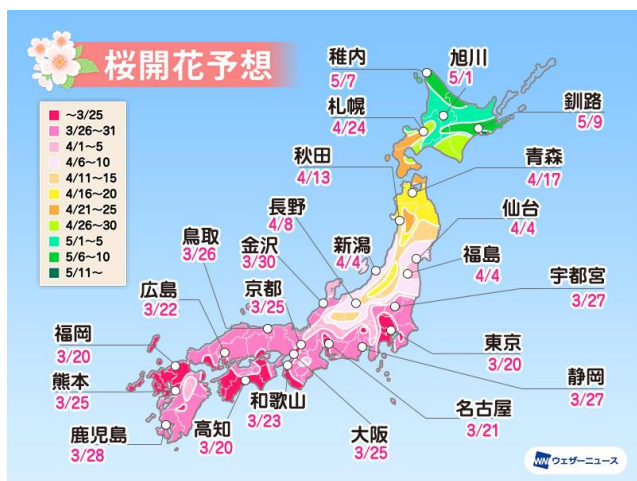 桜開花予想
～3/25
3/26～31
4/1～5
4/6～10
4/11～15
4/16～20
4/21～25
4/26～30
5/1～5
5/6～10
5/11～
稚内
5/7
旭川
5/1
札幌
4/24
釧路
5/9
秋田
4/13
青森
4/17
長野
4/8
仙台
4/4
鳥取
3/26
金沢
3/30
新潟
4/4
福島
4/4
広島
3/22
京都
3/25
宇都宮
3/27
福岡
3/20
東京
3/20
熊本
3/25
和歌山
3/23
静岡
3/27
名古屋
3/21
鹿児島
3/28
高知
3/20
大阪
3/25
WN ウェザーニュース